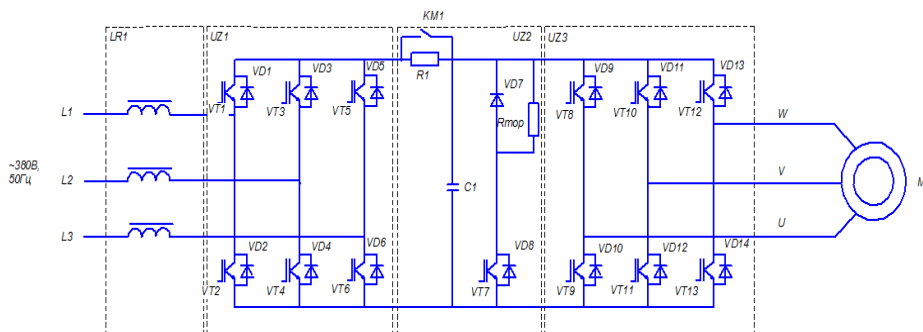 KM1
LR1
UZ1
UZ2
UZ3
VD1
VD3
VD5
R1
VD7
VD9
VD11
VD13
L1
VT1
VT3
VT5
Rтор
VT8
VT10
VT12
W
~380В,
50Гц
L2
C1
V
M
L3
U
VD2
VD4
VD6
VD8
VD10
VD12
VD14
VT2
VT4
VT6
VT7
VT9
VT11
VT13